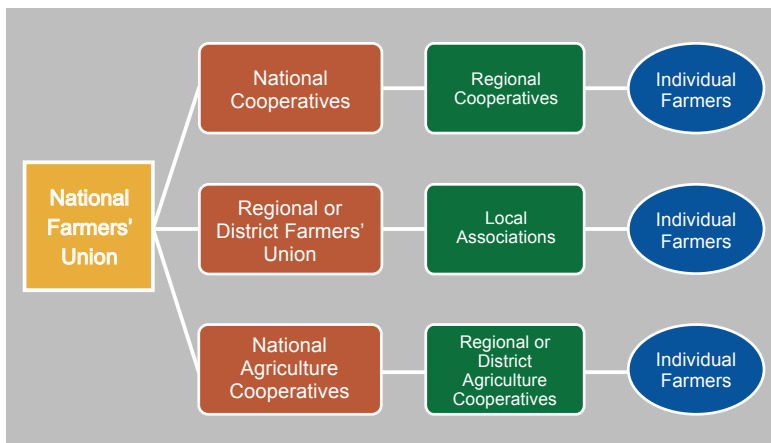 National
Farmers’
Union
National
Cooperatives
Regional
Cooperatives
Individual
Farmers
Regional or
District Farmers’
Union
Local
Associations
Individual
Farmers
National
Agriculture
Cooperatives
Regional or
District
Agriculture
Cooperatives
Individual
Farmers